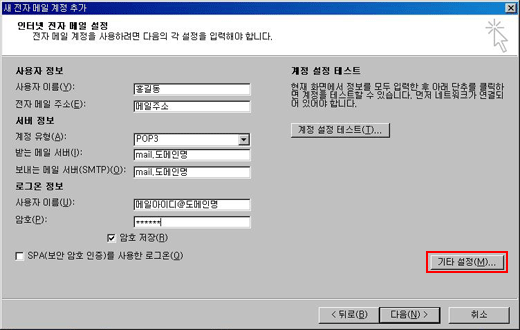 새 전자 메일 계정 추가
인터넷 전자 메일 설정
전자 메일 계정을 사용하려면 다음의 각 설정을 입력해야 합니다.
사용자 정보
사용자 이름(Y):
홍길동
전자 메일 주소(E):
메일주소
서버 정보
계정 유형(A):
POP3
받는 메일 서버(I):
mail.도메인명
보내는 메일 서버(SMTP)(O):
mail.도메인명
로그온 정보
사용자 이름(U):
메일아이디@도메인명
암호(P):
******
암호 저장(R)
SPA(보안 암호 인증)를 사용한 로그온(Q)
계정 설정 테스트
현재 화면에서 정보를 모두 입력한 후 아래 단추를 클릭하
면 계정을 테스트할 수 있습니다. 먼저 네트워크가 연결되
어 있어야 합니다.
계정 설정 테스트(T)...
기타 설정(M)...
< 뒤로(B)
다음(N) >
취소